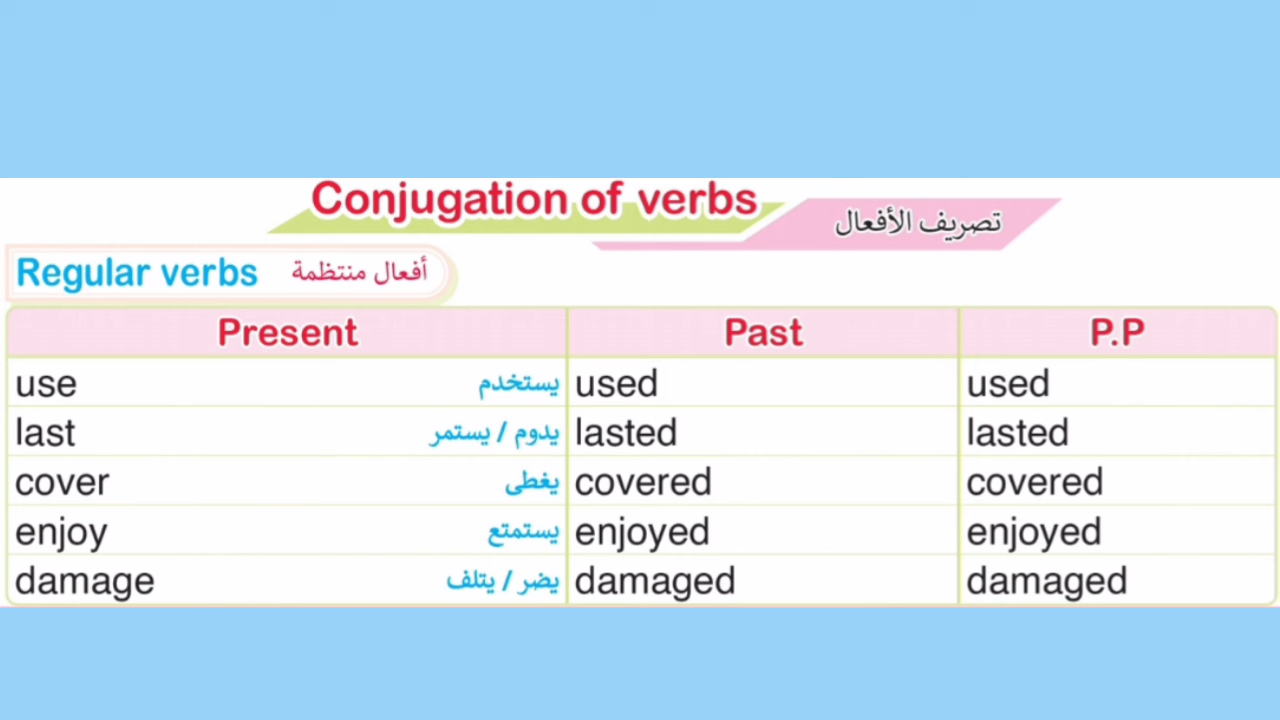 Conjugation of verbs تصريف الأفعال
Regular verbs أفعال منتظمة
Present Past P.P
use يستخدم used used
last يدوم / يستمر lasted lasted
cover يغطى covered covered
enjoy يستمتع enjoyed enjoyed
damage يضر / يتلف damaged damaged